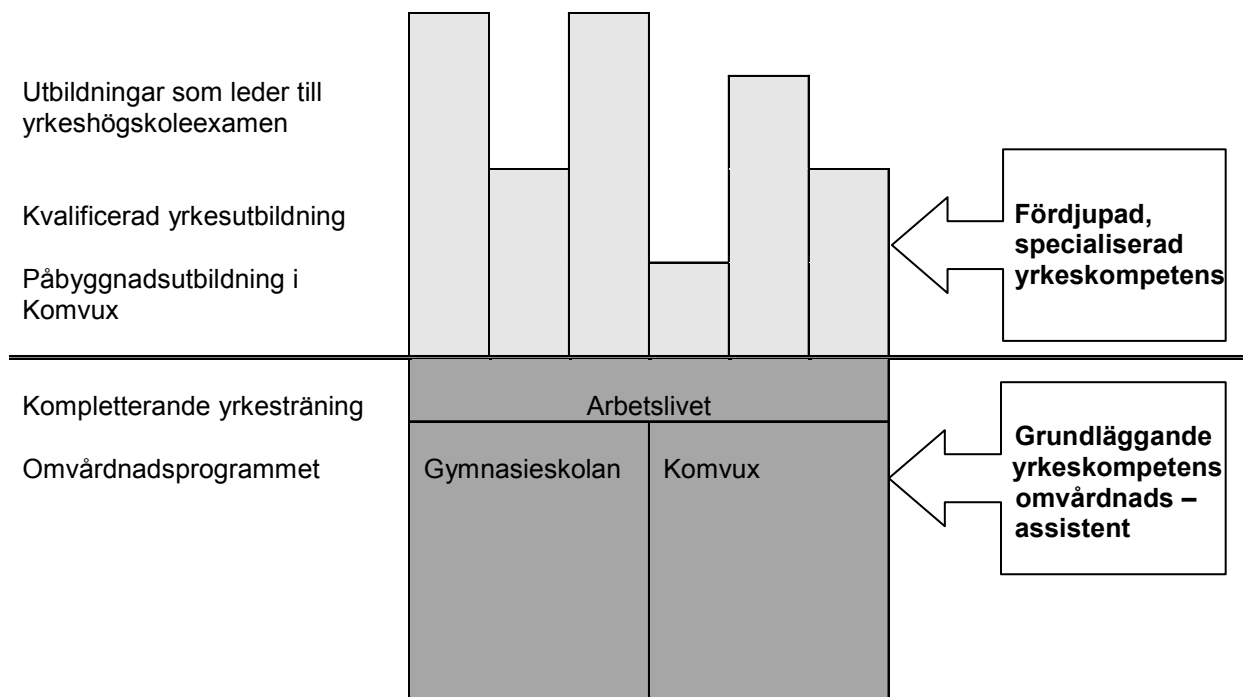 Utbildningar som leder till
yrkeshögskoleexamen
Kvalificerad yrkesutbildning
Påbyggnadsutbildning i
Komvux
Fördjupad,
specialiserad
yrkeskompetens
Kompletterande yrkesträning
Arbetslivet
Omvårdnadsprogrammet
Gymnasieskolan
Komvux
Grundläggande
yrkeskompetens
omvårdnads –
assistent